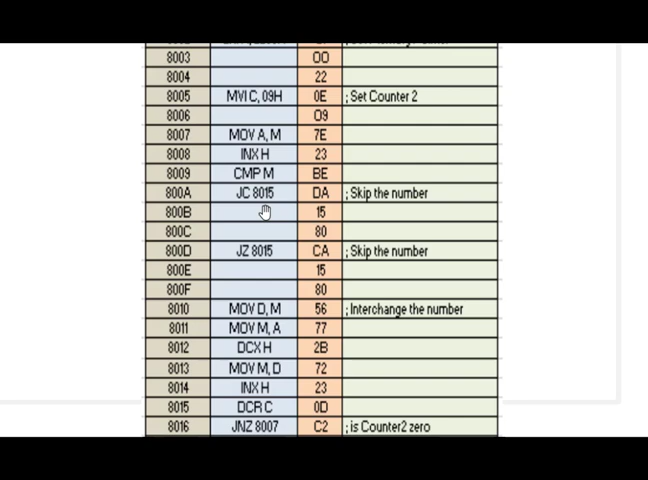 8003 OO
8004 22
8005 MVI C, 09H 0E ; Set Counter 2
8006 O9
8007 MOV A, M 7E
8008 INX H 23
8009 CMP M BE
800A JC 8015 DA ; Skip the number
800B 15
800C 80
800D JZ 8015 CA ; Skip the number
800E 15
800F 80
8010 MOV D, M 56 ; Interchange the number
8011 MOV M, A 77
8012 DCX H 2B
8013 MOV M, D 72
8014 INX H 23
8015 DCR C 0D
8016 JNZ 8007 C2 ; is Counter2 zero